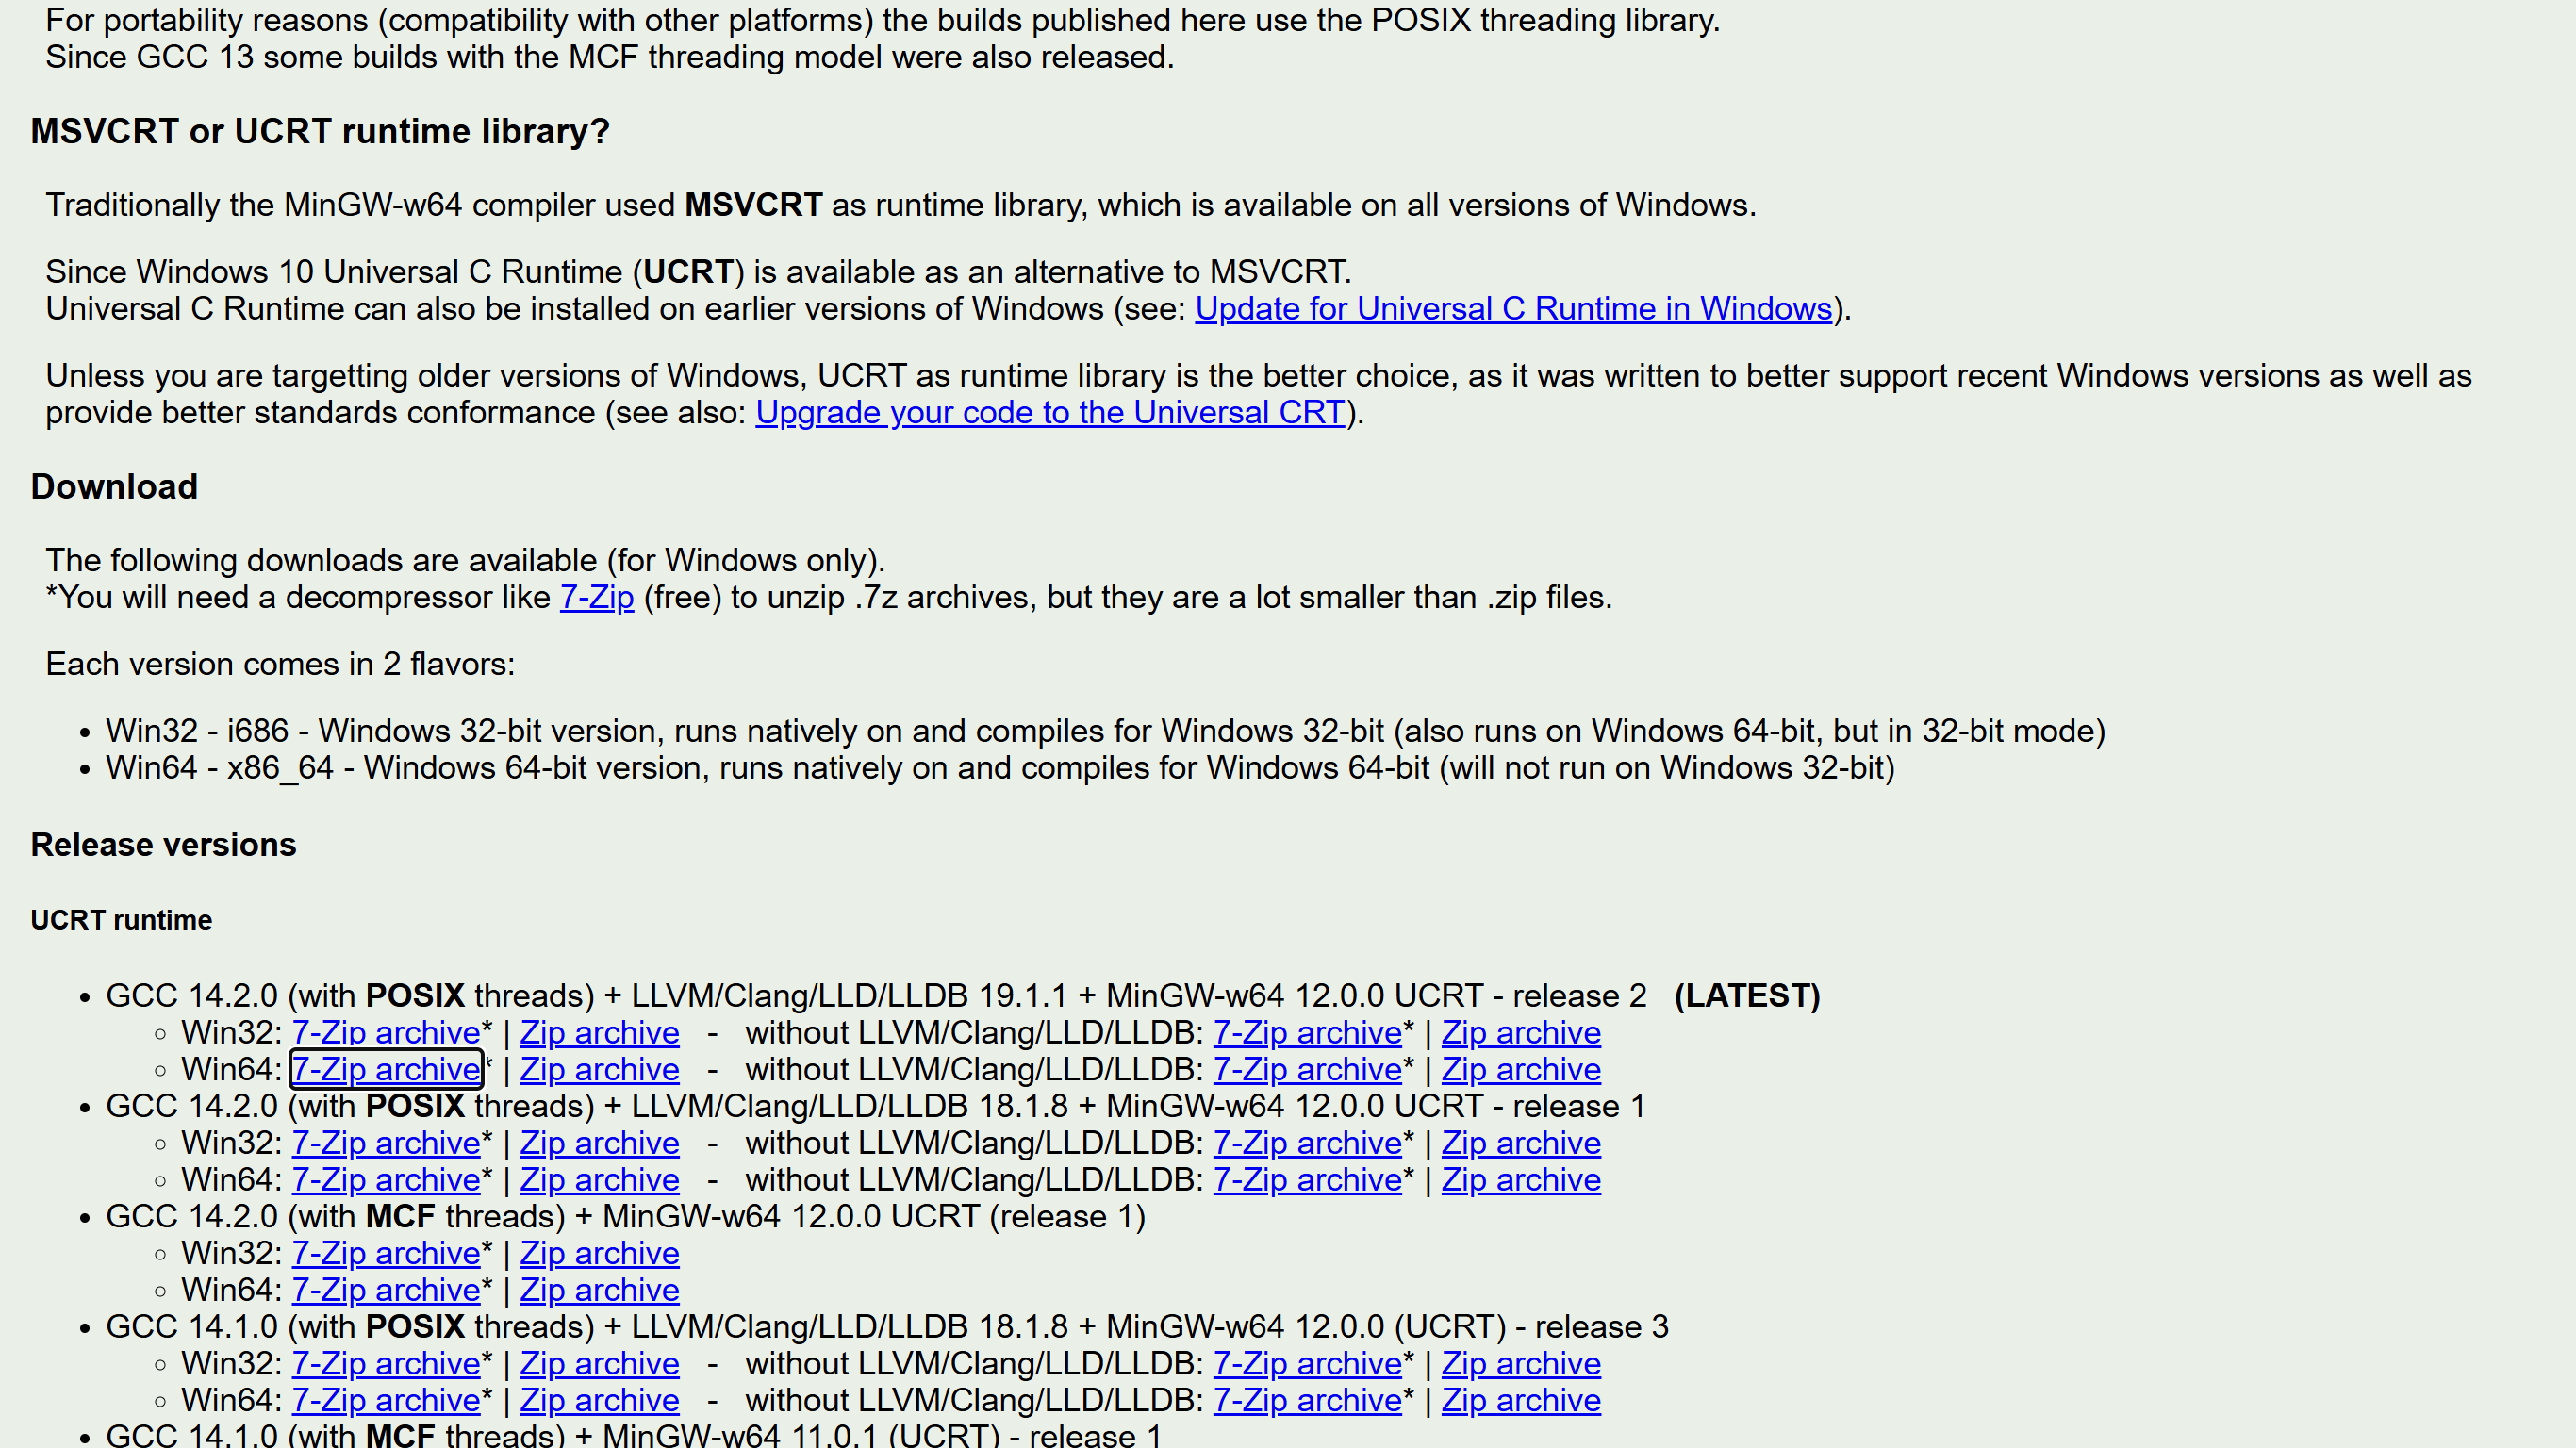 For portability reasons (compatibility with other platforms) the builds published here use the POSIX threading library.
Since GCC 13 some builds with the MCF threading model were also released.
MSVCRT or UCRT runtime library?
Traditionally the MinGW-w64 compiler used MSVCRT as runtime library, which is available on all versions of Windows.
Since Windows 10 Universal C Runtime (UCRT) is available as an alternative to MSVCRT.
Universal C Runtime can also be installed on earlier versions of Windows (see: Update for Universal C Runtime in Windows).
Unless you are targetting older versions of Windows, UCRT as runtime library is the better choice, as it was written to better support recent Windows versions as well as
provide better standards conformance (see also: Upgrade your code to the Universal CRT).
Download
The following downloads are available (for Windows only).
*You will need a decompressor like 7-Zip (free) to unzip .7z archives, but they are a lot smaller than .zip files.
Each version comes in 2 flavors:
• Win32 - i686 - Windows 32-bit version, runs natively on and compiles for Windows 32-bit (also runs on Windows 64-bit, but in 32-bit mode)
• Win64 - x86_64 - Windows 64-bit version, runs natively on and compiles for Windows 64-bit (will not run on Windows 32-bit)
Release versions
UCRT runtime
• GCC 14.2.0 (with POSIX threads) + LLVM/Clang/LLD/LLDB 19.1.1 + MinGW-w64 12.0.0 UCRT - release 2 (LATEST)
◦ Win32: 7-Zip archive* | Zip archive - without LLVM/Clang/LLD/LLDB: 7-Zip archive* | Zip archive
◦ Win64: 7-Zip archive* | Zip archive - without LLVM/Clang/LLD/LLDB: 7-Zip archive* | Zip archive
• GCC 14.2.0 (with POSIX threads) + LLVM/Clang/LLD/LLDB 18.1.8 + MinGW-w64 12.0.0 UCRT - release 1
◦ Win32: 7-Zip archive* | Zip archive - without LLVM/Clang/LLD/LLDB: 7-Zip archive* | Zip archive
◦ Win64: 7-Zip archive* | Zip archive - without LLVM/Clang/LLD/LLDB: 7-Zip archive* | Zip archive
• GCC 14.2.0 (with MCF threads) + MinGW-w64 12.0.0 UCRT (release 1)
◦ Win32: 7-Zip archive* | Zip archive
◦ Win64: 7-Zip archive* | Zip archive
• GCC 14.1.0 (with POSIX threads) + LLVM/Clang/LLD/LLDB 18.1.8 + MinGW-w64 12.0.0 (UCRT) - release 3
◦ Win32: 7-Zip archive* | Zip archive - without LLVM/Clang/LLD/LLDB: 7-Zip archive* | Zip archive
◦ Win64: 7-Zip archive* | Zip archive - without LLVM/Clang/LLD/LLDB: 7-Zip archive* | Zip archive
• GCC 14.1.0 (with MCF threads) + MinGW-w64 11.0.1 (UCRT) - release 1